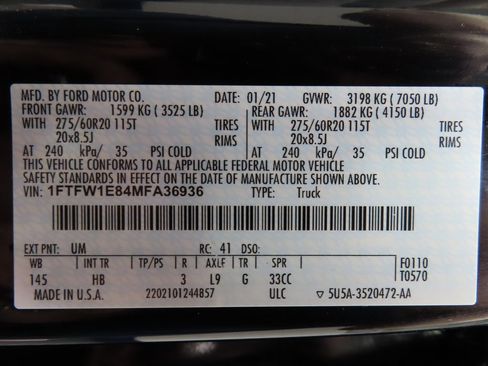 MFD. BY FORD MOTOR CO. DATE: 01/21 GVWR: 3198 KG ( 7050 LB)
FRONT GAWR: 1599 KG ( 3525 LB) REAR GAWR: 1882 KG ( 4150 LB)
WITH 275/60R20 115T TIRES WITH 275/60R20 115T TIRES
20x8.5J RIMS 20x8.5J RIMS
AT 240 kPa/ 35 PSI COLD AT 240 kPa/ 35 PSI COLD
THIS VEHICLE CONFORMS TO ALL APPLICABLE FEDERAL MOTOR VEHICLE
SAFETY STANDARDS IN EFFECT ON THE DATE OF MANUFACTURE SHOWN ABOVE.
VIN: 1FTFW1E84MFA36936 TYPE: Truck
EXT PNT: UM RC: 41 DSO: F0110
WB INT TR TP/PS R AXLE TR SPR T0570
145 HB 3 L9 G 33CC
MADE IN U.S.A. 2202101244857 ULC ▽ 5U5A-3520472-AA